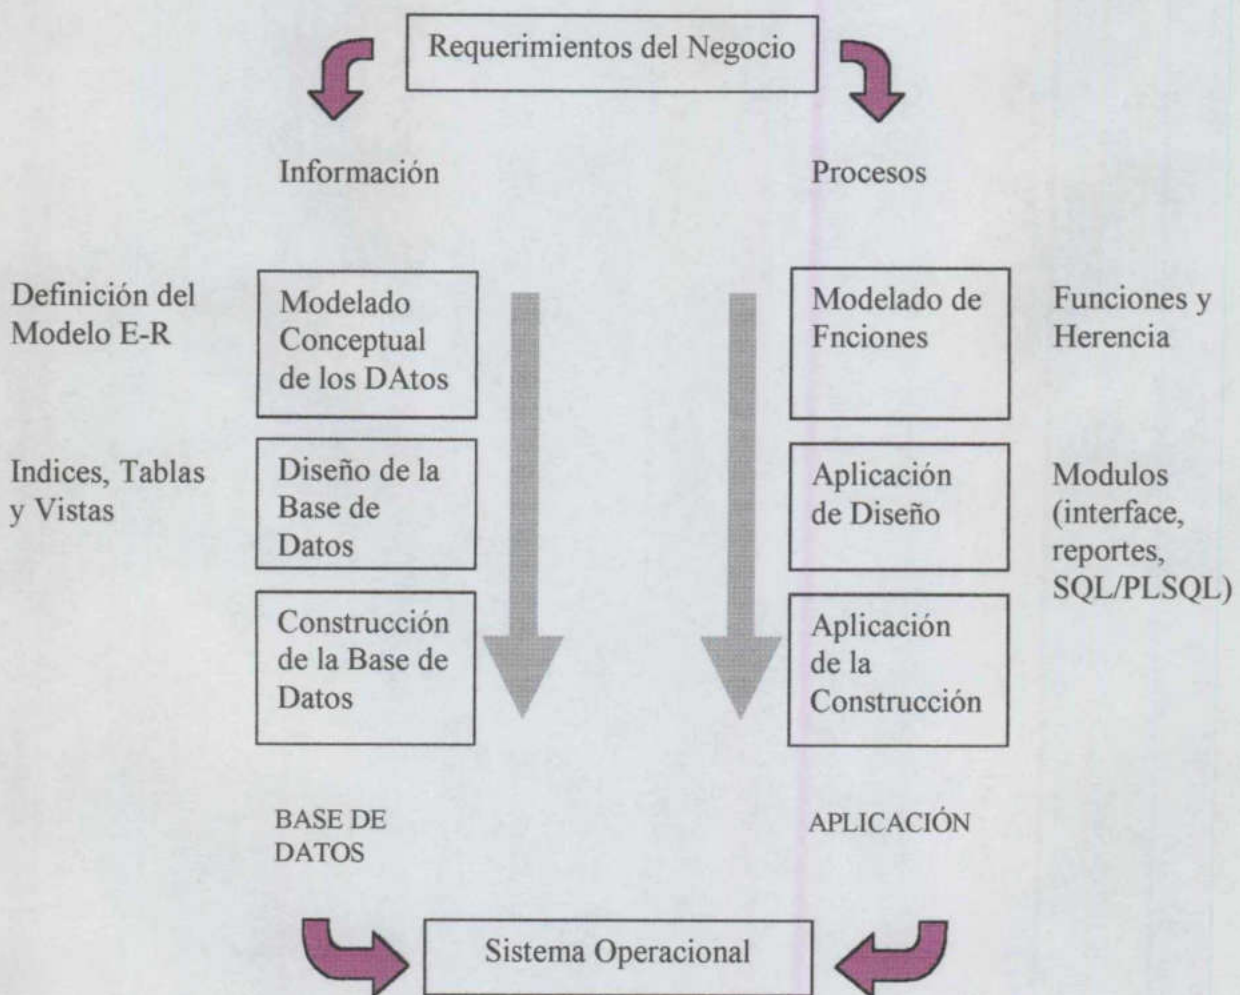 Requerimientos del Negocio
Información
Procesos
Definición del
Modelo E-R
Modelado
Conceptual
de los DAtos
Modelado de
Fnciones
Funciones y
Herencia
Indices, Tablas
y Vistas
Diseño de la
Base de
Datos
Aplicación
de Diseño
Modulos
(interface,
reportes,
SQL/PLSQL)
Construcción
de la Base de
Datos
Aplicación
de la
Construcción
BASE DE
DATOS
APLICACIÓN
Sistema Operacional